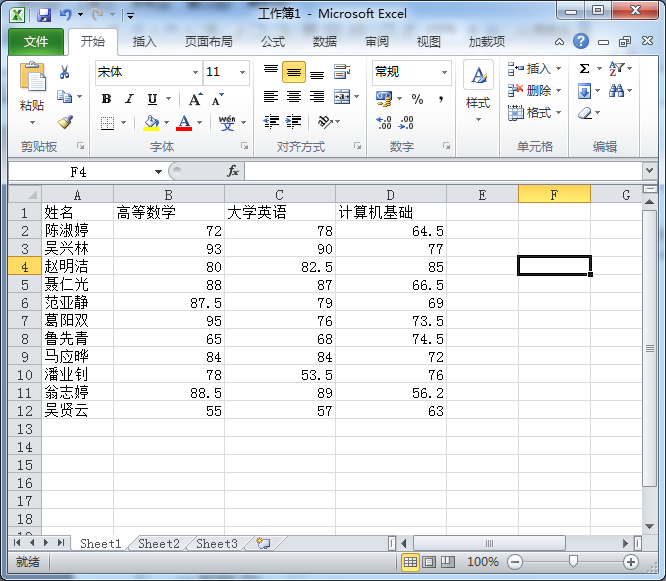 工作簿1 - Microsoft Excel
文件 开始 插入 页面布局 公式 数据 审阅 视图 加载项
宋体 11 常规 插入 Σ
粘贴 B I U A A % , 样式 删除
A 变 格式
剪贴板 字体 对齐方式 数字 单元格 编辑
F4 fx
A B C D E F G
1 姓名 高等数学 大学英语 计算机基础
2 陈淑婷 72 78 64.5
3 吴兴林 93 90 77
4 赵明洁 80 82.5 85
5 聂仁光 88 87 66.5
6 范亚静 87.5 79 69
7 葛阳双 95 76 73.5
8 鲁先青 65 68 74.5
9 马应晔 84 84 72
10 潘业钊 78 53.5 76
11 翁志婷 88.5 89 56.2
12 吴贤云 55 57 63
13
14
15
16
17
18
Sheet1 Sheet2 Sheet3
就绪 100%